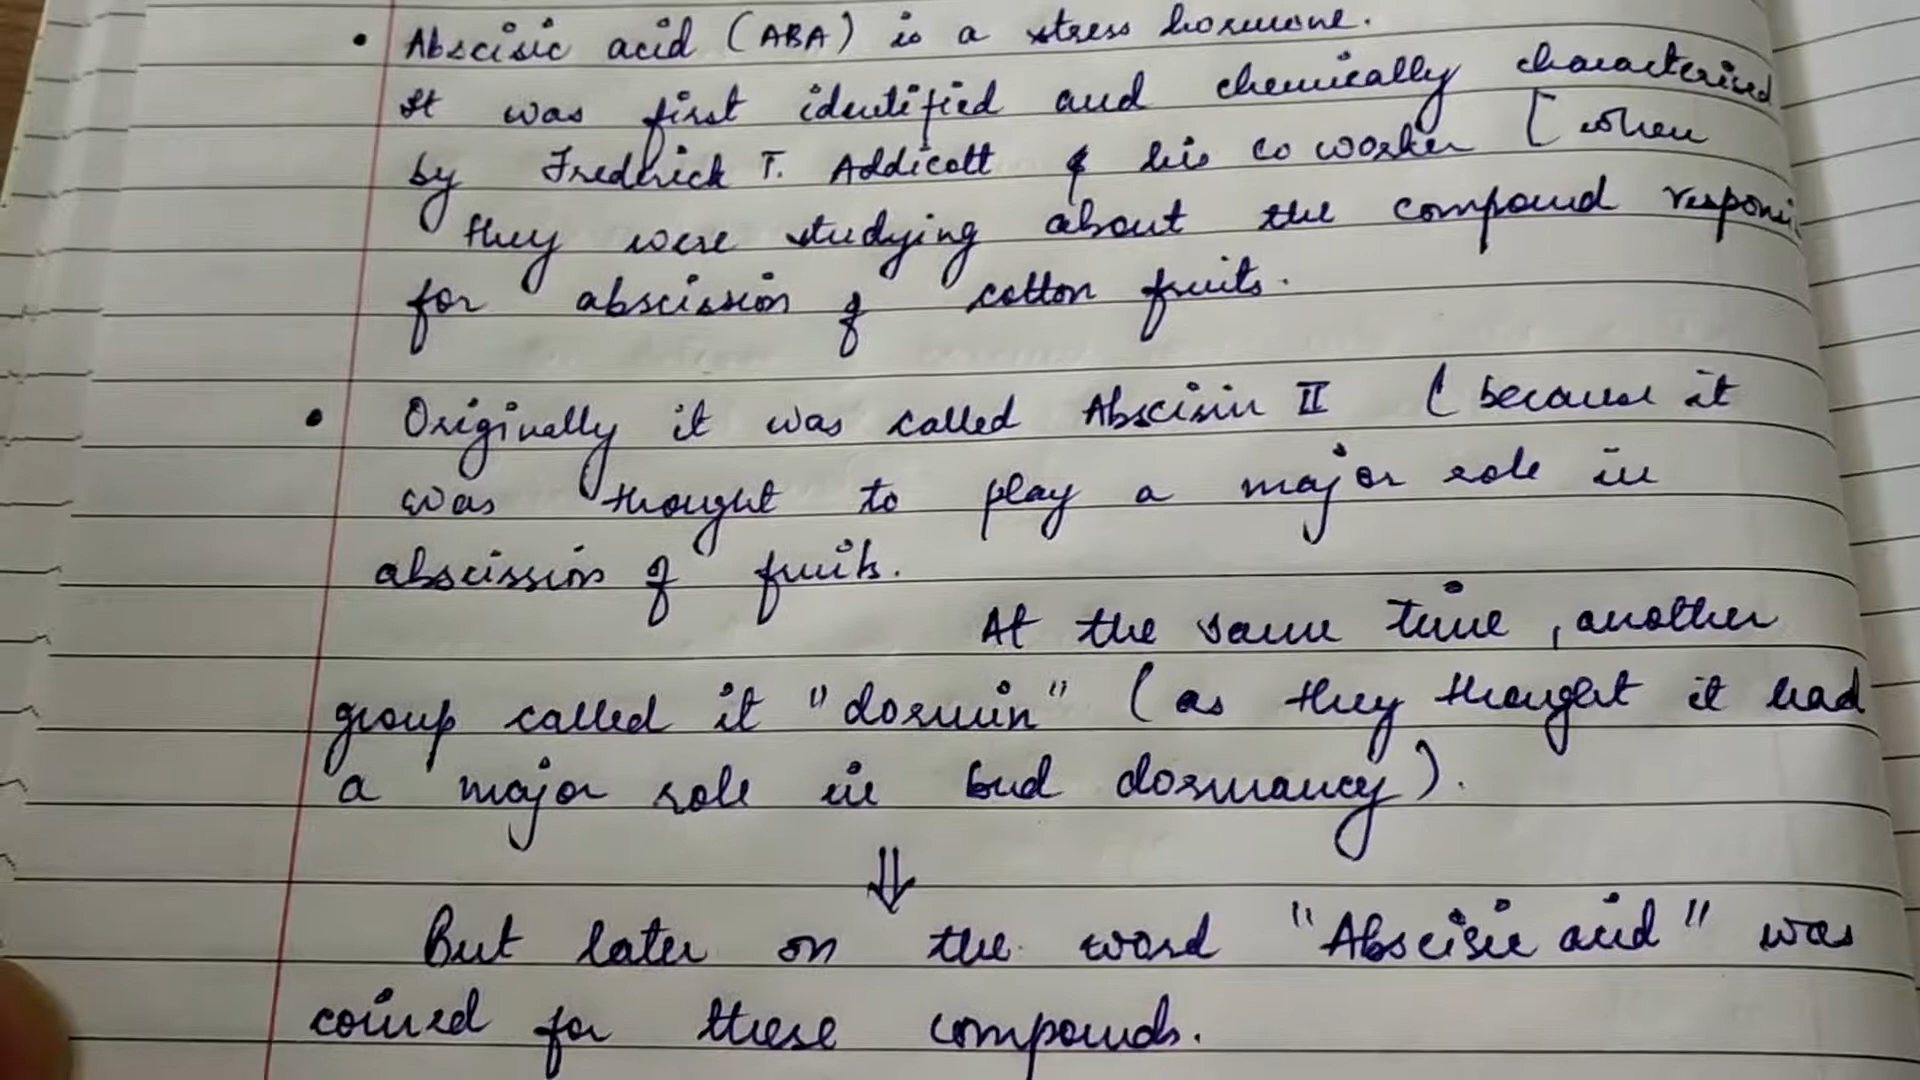 • Abscisic acid (ABA) is a stress hormone.
It was first identified and chemically characterised
by Fredrick T. Addicott & his co worker [ when
they were studying about the compound responsi
for abscission of cotton fruits.
• Originally it was called Abscisin II ( because it
was thought to play a major role in
abscission of fruits.
At the same time, another
group called it "dormin" (as they thought it had
a major role in bud dormancy).
⇓
But later on the word "Abscisic acid" was
coined for these compounds.